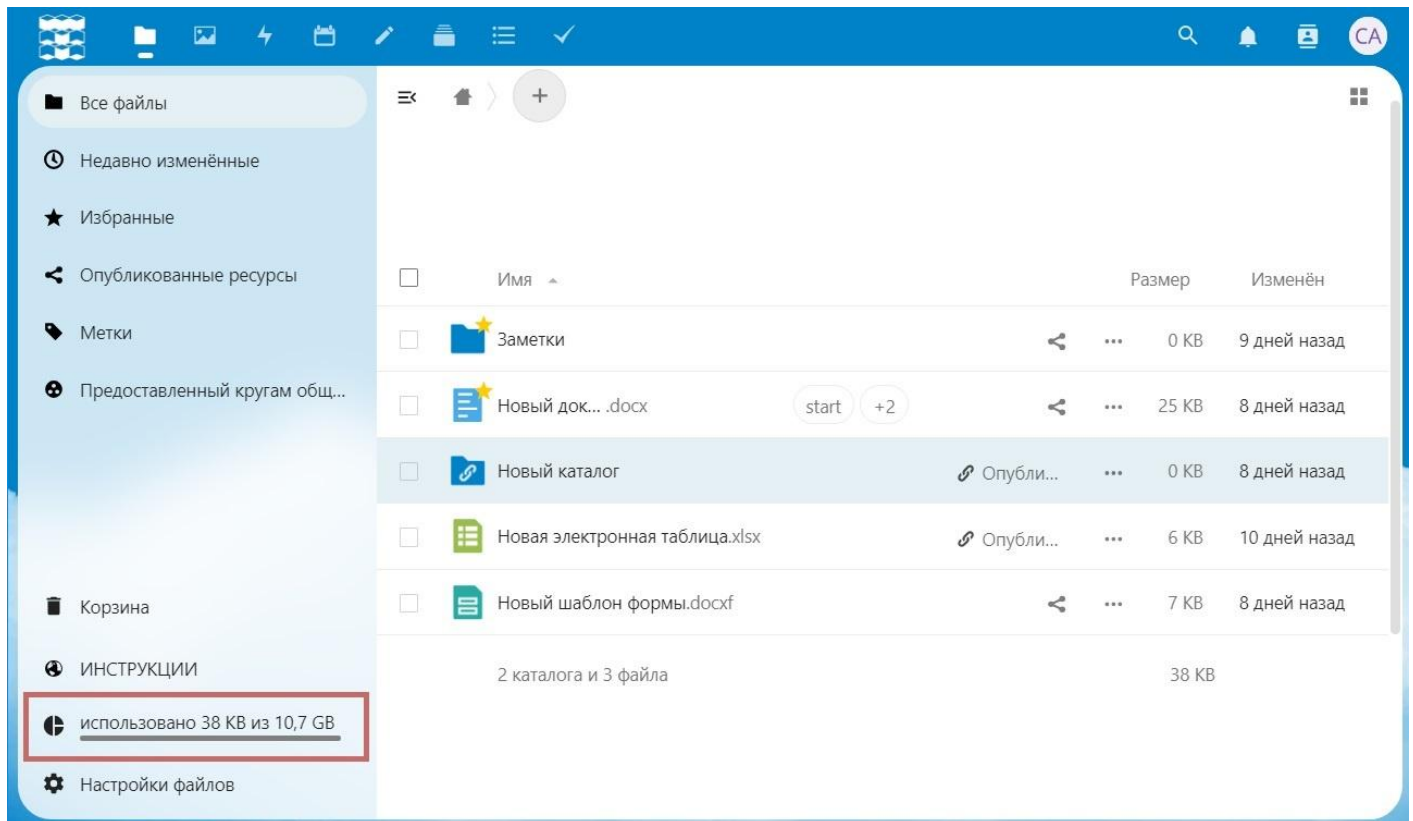 CA
Все файлы
Недавно изменённые
Избранные
Опубликованные ресурсы
Метки
Предоставленный кругам общ...
Корзина
ИНСТРУКЦИИ
использовано 38 KB из 10,7 GB
Настройки файлов
Имя Размер Изменён
Заметки 0 KB 9 дней назад
Новый док... .docx start +2 25 KB 8 дней назад
Новый каталог Опубли... 0 KB 8 дней назад
Новая электронная таблица.xlsx Опубли... 6 KB 10 дней назад
Новый шаблон формы.docxf 7 KB 8 дней назад
2 каталога и 3 файла 38 KB